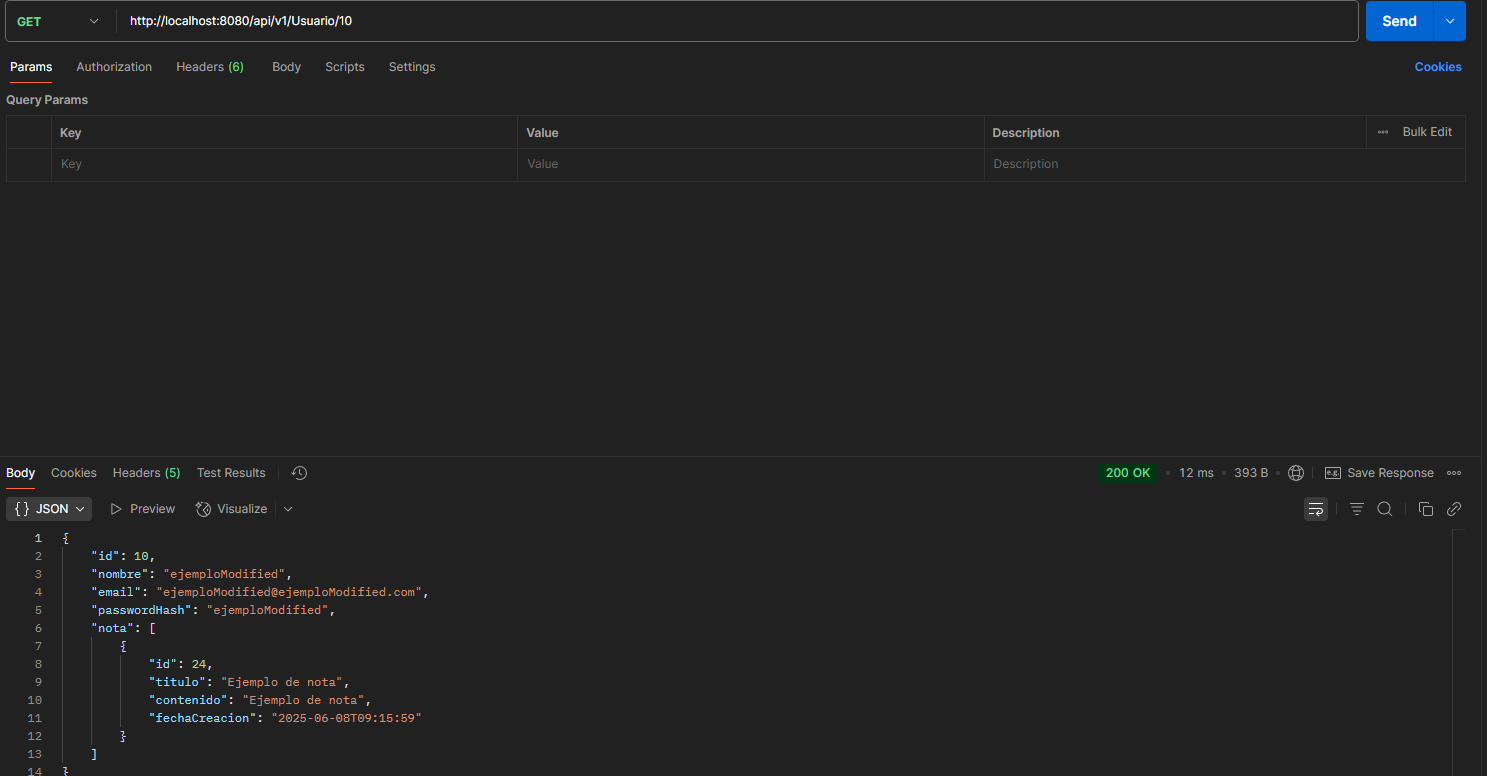 GET http://localhost:8080/api/v1/Usuario/10 Send
Params Authorization Headers (6) Body Scripts Settings Cookies
Query Params
Key Value Description Bulk Edit
Key Value Description
Body Cookies Headers (5) Test Results 200 OK • 12 ms • 393 B • e.g. Save Response
{} JSON Preview Visualize
1 {
2 "id": 10,
3 "nombre": "ejemploModified",
4 "email": "ejemploModified@ejemploModified.com",
5 "passwordHash": "ejemploModified",
6 "nota": [
7 {
8 "id": 24,
9 "titulo": "Ejemplo de nota",
10 "contenido": "Ejemplo de nota",
11 "fechaCreacion": "2025-06-08T09:15:59"
12 }
13 ]
14 }